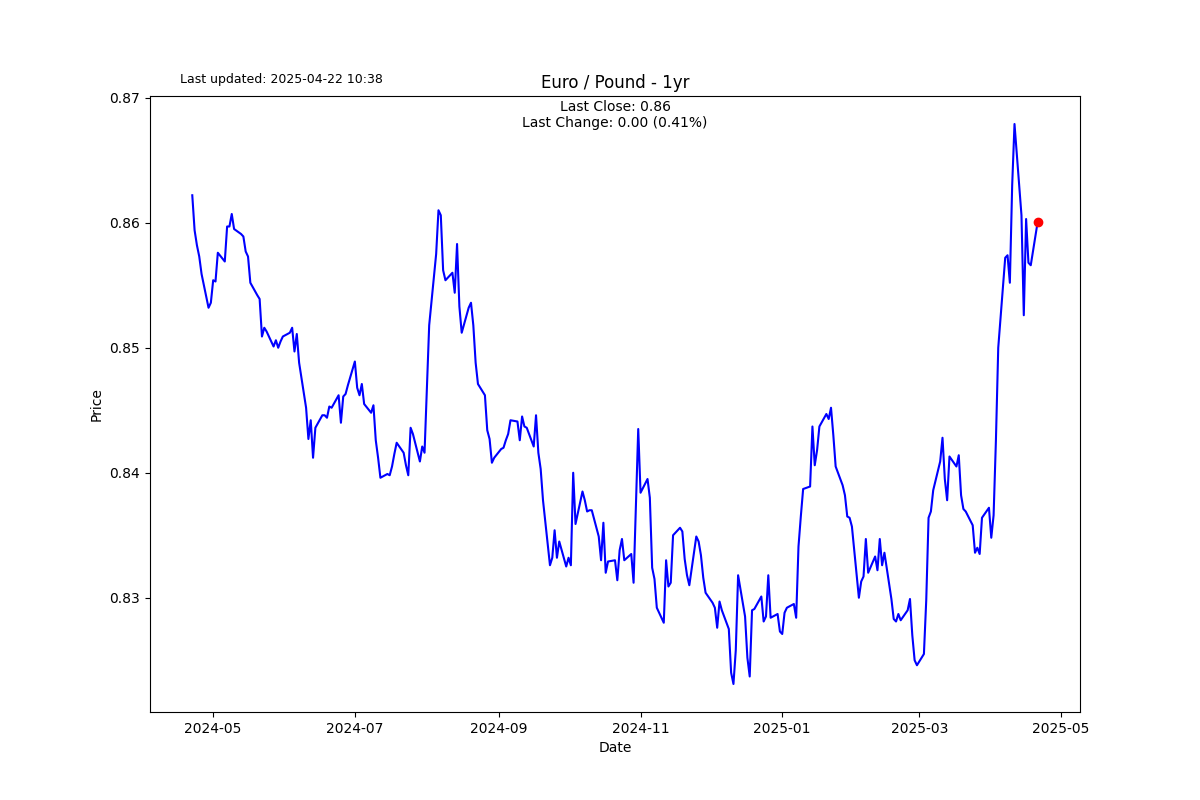 Last updated: 2025-04-22 10:38
Euro / Pound - 1yr
Last Close: 0.86
Last Change: 0.00 (0.41%)
0.87
0.86
0.85
0.84
0.83
Price
2024-05
2024-07
2024-09
2024-11
2025-01
2025-03
2025-05
Date